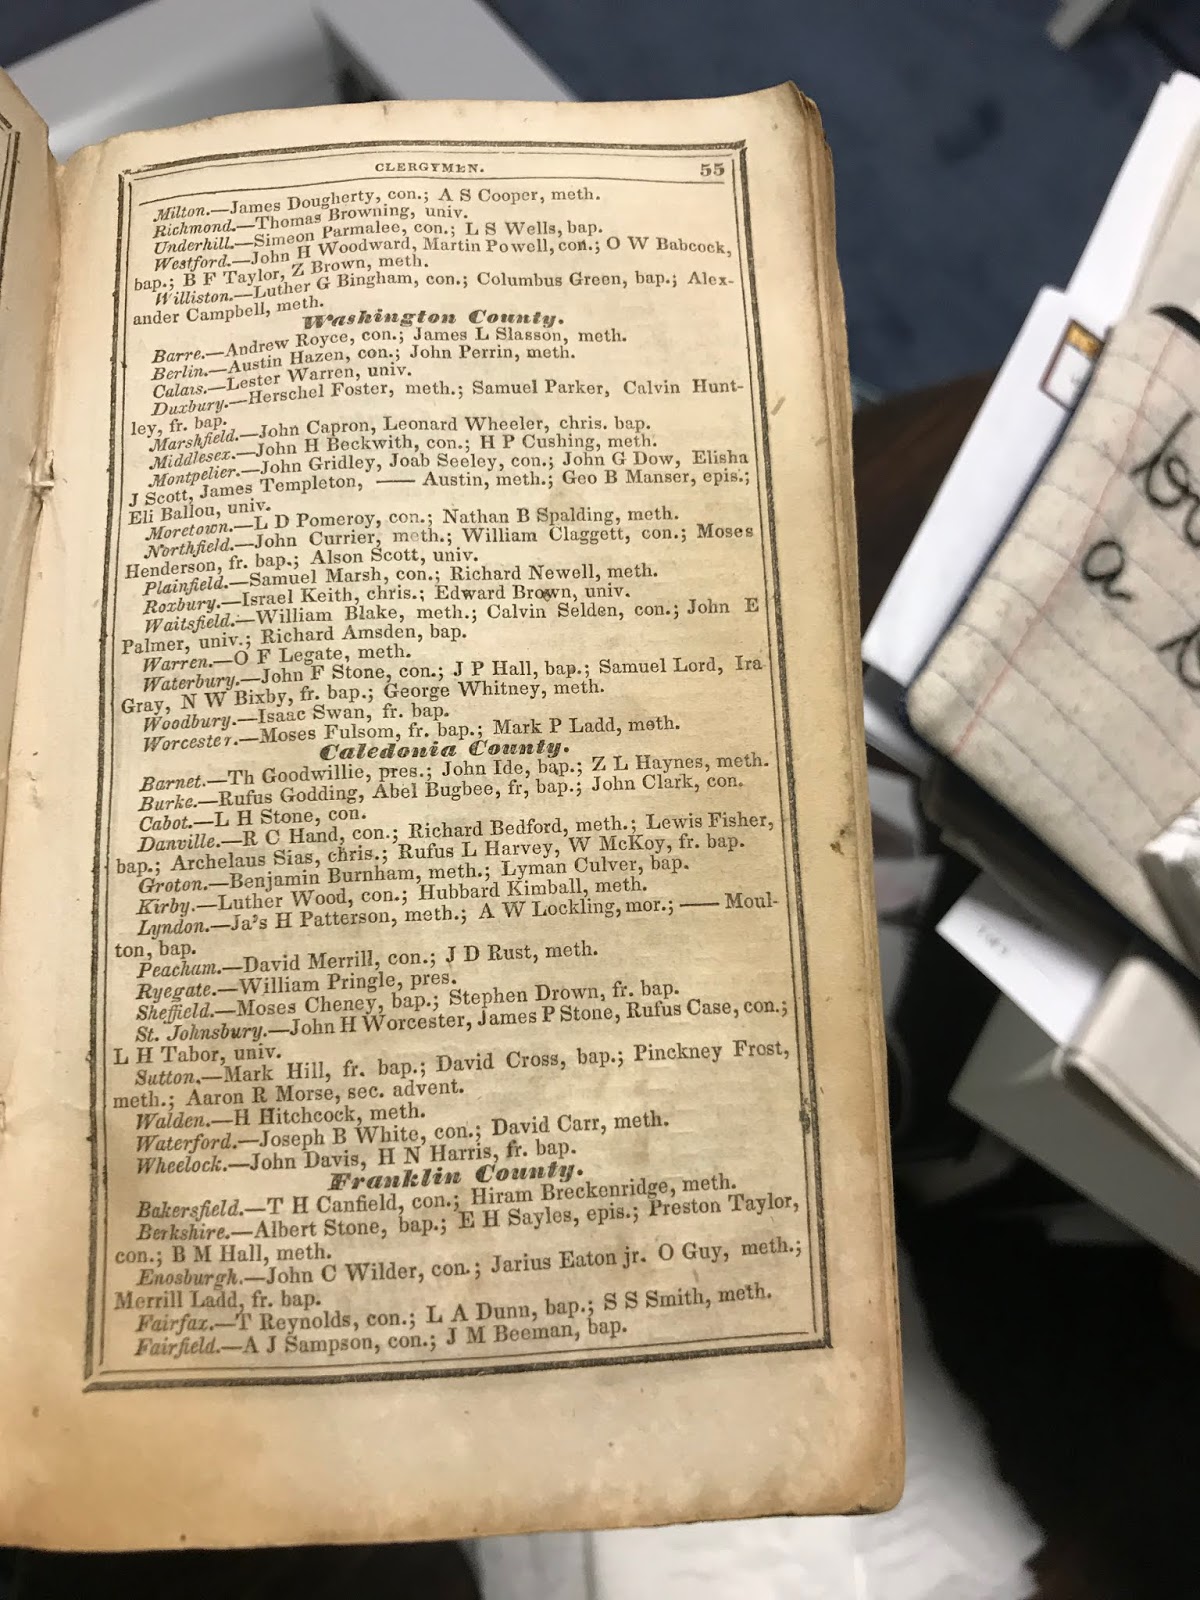 CLERGYMEN. 55
Milton.—James Dougherty, con.; A S Cooper, meth.
Richmond.—Thomas Browning, univ.
Underhill.—Simeon Parmalee, con.; L S Wells, bap.
Westford.—John H Woodward, Martin Powell, con.; O W Babcock,
bap.; B F Taylor, Z Brown, meth.
Williston.—Luther G Bingham, con.; Columbus Green, bap.; Alex-
ander Campbell, meth.
Washington County.
Barre.—Andrew Royce, con.; James L Slasson, meth.
Berlin.—Austin Hazen, con.; John Perrin, meth.
Calais.—Lester Warren, univ.
Duxbury.—Herschel Foster, meth.; Samuel Parker, Calvin Hunt-
ley, fr. bap.
Marshfield.—John Capron, Leonard Wheeler, chris. bap.
Middlesex.—John H Beckwith, con.; H P Cushing, meth.
Montpelier.—John Gridley, Joab Seeley, con.; John G Dow, Elisha
J Scott, James Templeton, —— Austin, meth.; Geo B Manser, epis.;
Eli Ballou, univ.
Moretown.—L D Pomeroy, con.; Nathan B Spalding, meth.
Northfield.—John Currier, meth.; William Claggett, con.; Moses
Henderson, fr. bap.; Alson Scott, univ.
Plainfield.—Samuel Marsh, con.; Richard Newell, meth.
Roxbury.—Israel Keith, chris.; Edward Brown, univ.
Waitsfield.—William Blake, meth.; Calvin Selden, con.; John E
Palmer, univ.; Richard Amsden, bap.
Warren.—O F Legate, meth.
Waterbury.—John F Stone, con.; J P Hall, bap.; Samuel Lord, Ira
Gray, N W Bixby, fr. bap.; George Whitney, meth.
Woodbury.—Isaac Swan, fr. bap.
Worcester.—Moses Fulsom, fr. bap.; Mark P Ladd, meth.
Caledonia County.
Barnet.—Th Goodwillie, pres.; John Ide, bap.; Z L Haynes, meth.
Burke.—Rufus Godding, Abel Bugbee, fr, bap.; John Clark, con.
Cabot.—L H Stone, con.
Danville.—R C Hand, con.; Richard Bedford, meth.; Lewis Fisher,
bap.; Archelaus Sias, chris.; Rufus L Harvey, W McKoy, fr. bap.
Groton.—Benjamin Burnham, meth.; Lyman Culver, bap.
Kirby.—Luther Wood, con.; Hubbard Kimball, meth.
Lyndon.—Ja's H Patterson, meth.; A W Lockling, mor.; —— Moul-
ton, bap.
Peacham.—David Merrill, con.; J D Rust, meth.
Ryegate.—William Pringle, pres.
Sheffield.—Moses Cheney, bap.; Stephen Drown, fr. bap.
St. Johnsbury.—John H Worcester, James P Stone, Rufus Case, con.;
L H Tabor, univ.
Sutton.—Mark Hill, fr. bap.; David Cross, bap.; Pinckney Frost,
meth.; Aaron R Morse, sec. advent.
Walden.—H Hitchcock, meth.
Waterford.—Joseph B White, con.; David Carr, meth.
Wheelock.—John Davis, H N Harris, fr. bap.
Franklin County.
Bakersfield.—T H Canfield, con.; Hiram Breckenridge, meth.
Berkshire.—Albert Stone, bap.; E H Sayles, epis.; Preston Taylor,
con.; B M Hall, meth.
Enosburgh.—John C Wilder, con.; Jarius Eaton jr. O Guy, meth.;
Merrill Ladd, fr. bap.
Fairfax.—T Reynolds, con.; L A Dunn, bap.; S S Smith, meth.
Fairfield.—A J Sampson, con.; J M Beeman, bap.
a